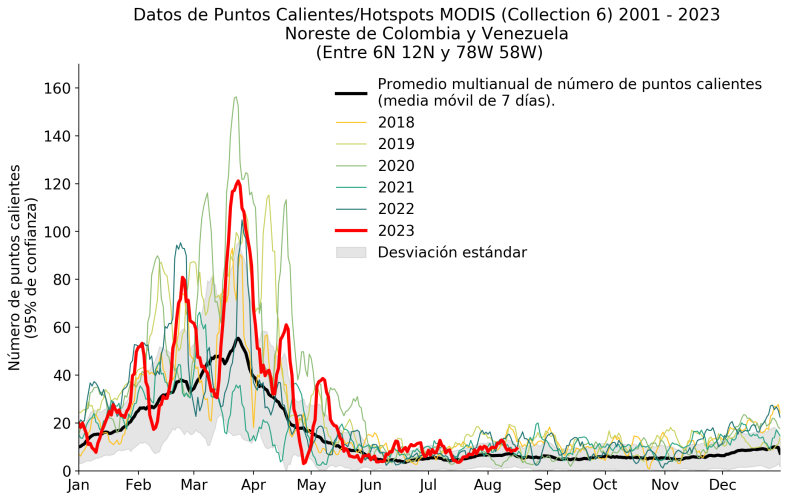 Datos de Puntos Calientes/Hotspots MODIS (Collection 6) 2001 - 2023
Noreste de Colombia y Venezuela
(Entre 6N 12N y 78W 58W)
Número de puntos calientes
(95% de confianza)
160
140
120
100
80
60
40
20
0
Promedio multianual de número de puntos calientes
(media móvil de 7 días).
2018
2019
2020
2021
2022
2023
Desviación estándar
Jan Feb Mar Apr May Jun Jul Aug Sep Oct Nov Dec